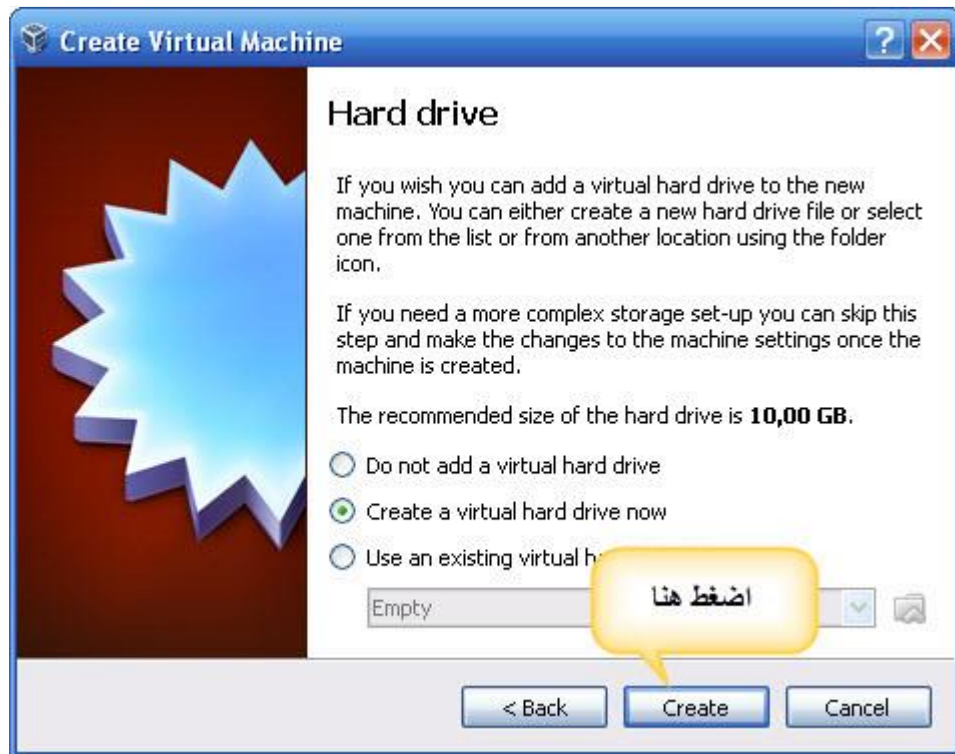 Create Virtual Machine
Hard drive
If you wish you can add a virtual hard drive to the new
machine. You can either create a new hard drive file or select
one from the list or from another location using the folder
icon.
If you need a more complex storage set-up you can skip this
step and make the changes to the machine settings once the
machine is created.
The recommended size of the hard drive is 10,00 GB.
Do not add a virtual hard drive
Create a virtual hard drive now
Use an existing virtual
اضغط هنا
Empty
< Back
Create
Cancel